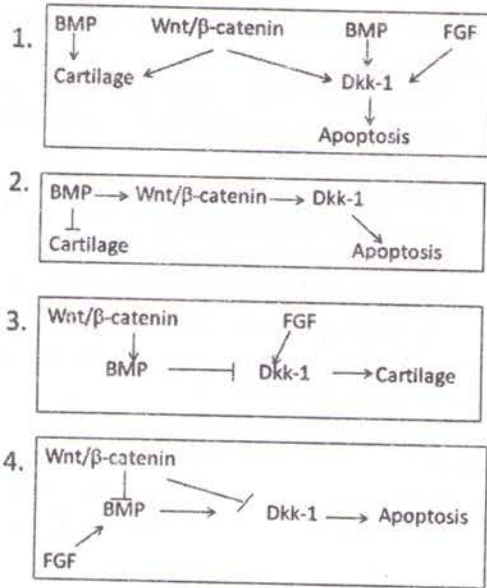 1.
BMP Wnt/β-catenin BMP FGF
Cartilage Dkk-1
Apoptosis
2.
BMP Wnt/β-catenin Dkk-1
Cartilage Apoptosis
3.
Wnt/β-catenin FGF
BMP Dkk-1 Cartilage
4.
Wnt/β-catenin
BMP Dkk-1 Apoptosis
FGF